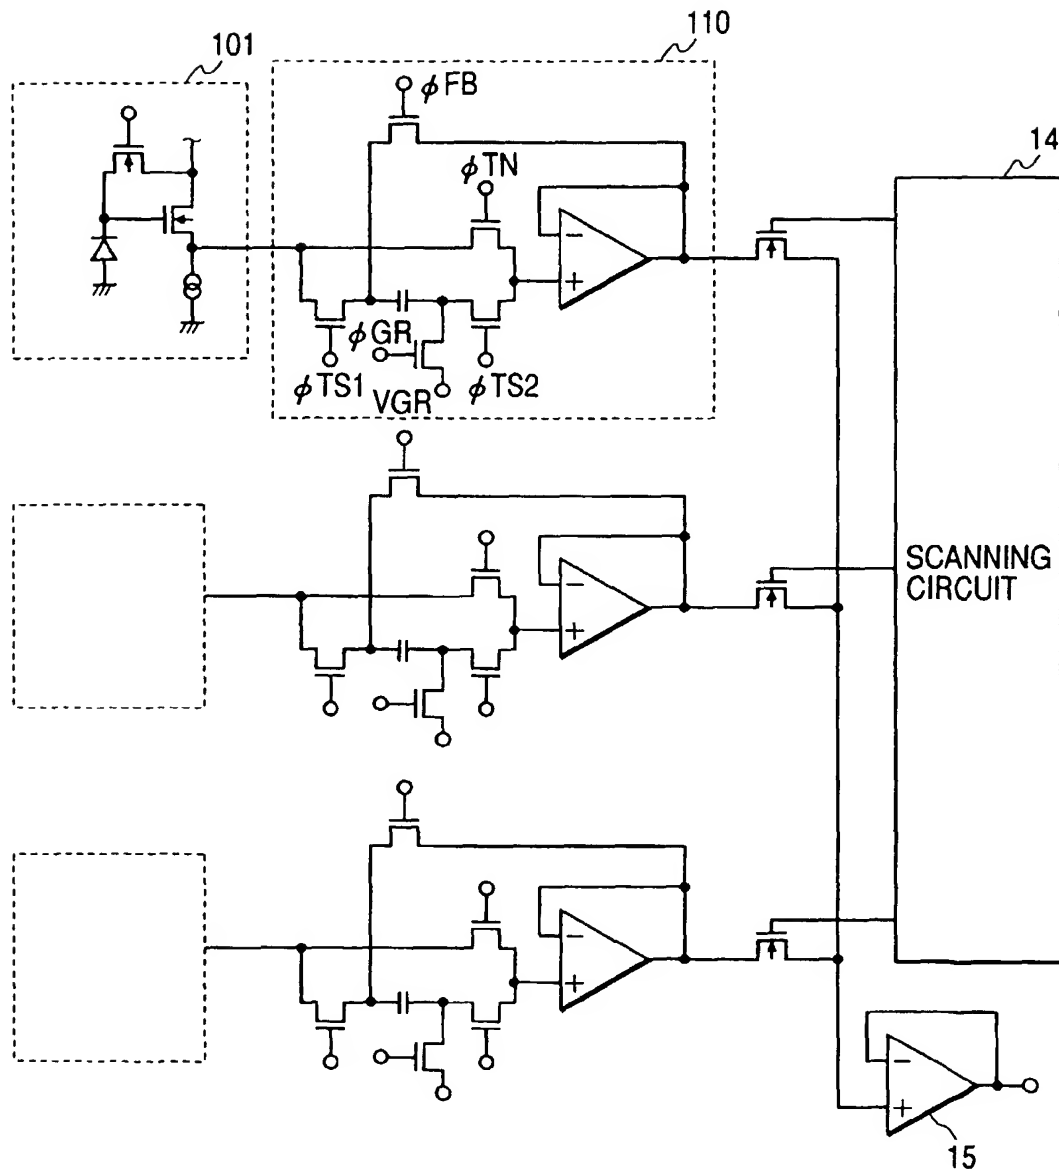 101
110
φFB
14
φTN
−
+
φGR
φTS1
φTS2
VGR
−
+
SCANNING
CIRCUIT
−
+
−
+
15